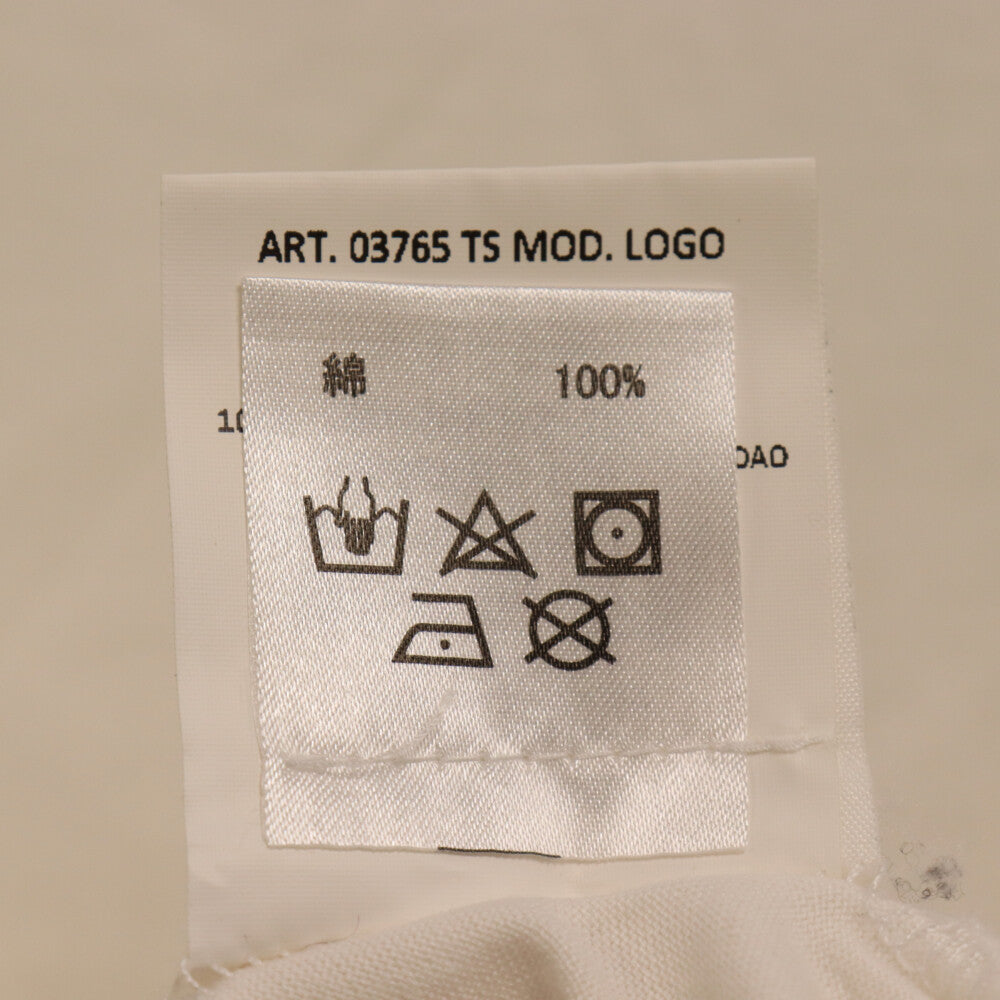 ART. 03765 TS MOD. LOGO
綿 100%